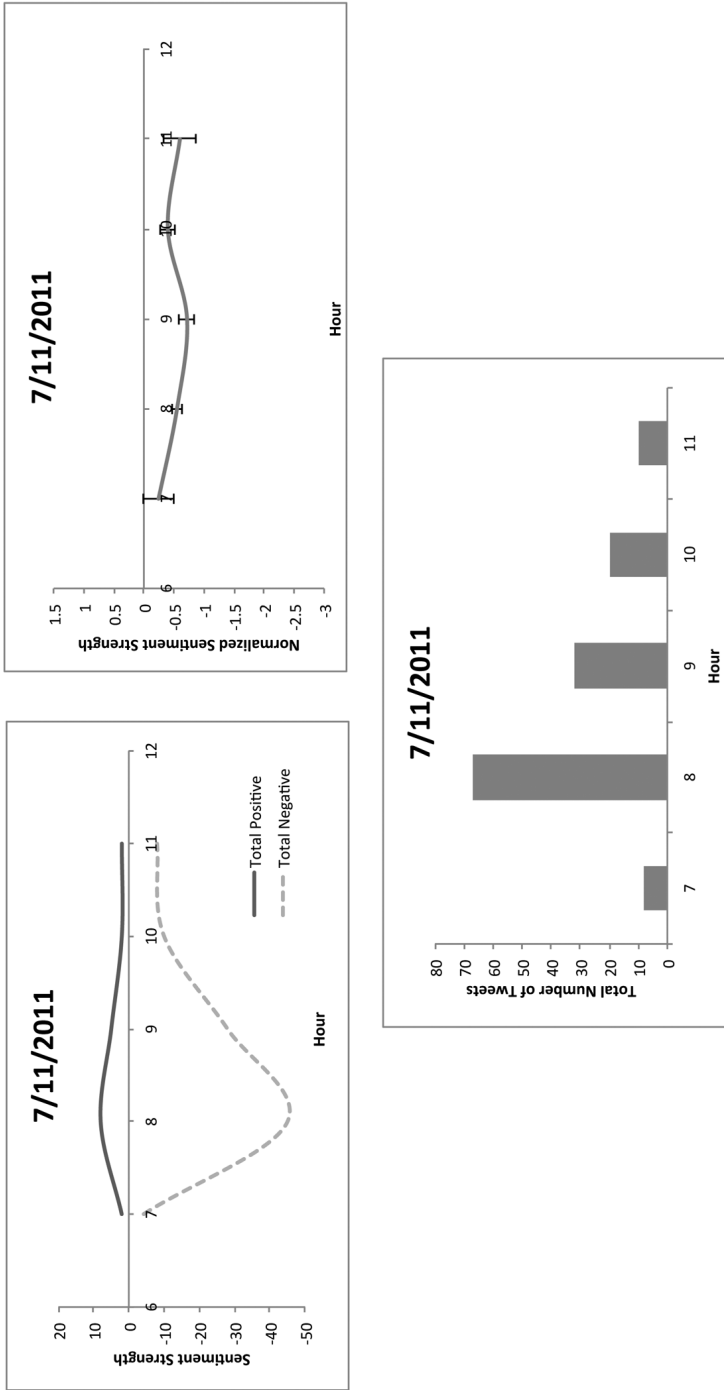 7/11/2011
20
10
0
-10
-20
-30
-40
-50
Sentiment Strength
6 7 8 9 10 11 12
Hour
Total Positive
Total Negative
7/11/2011
1.5
1
0.5
0
-0.5
-1
-1.5
-2
-2.5
-3
Normalized Sentiment Strength
6 7 8 9 10 11 12
Hour
7/11/2011
80
70
60
50
40
30
20
10
0
Total Number of Tweets
7 8 9 10 11
Hour